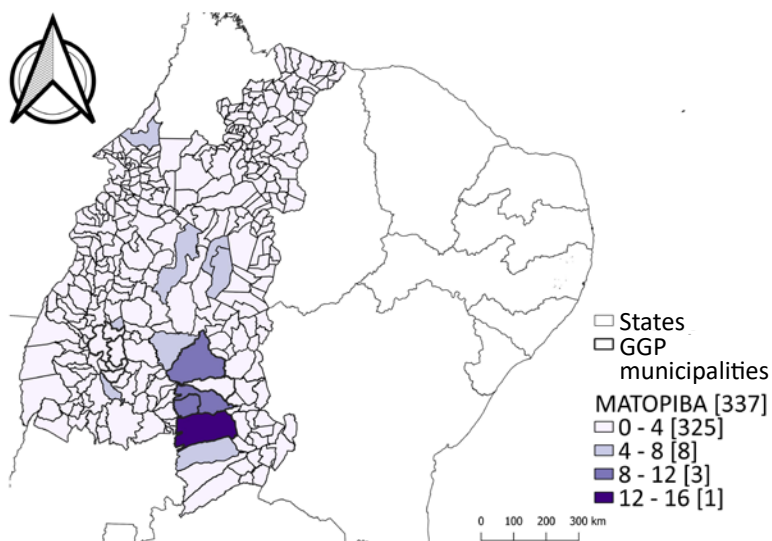 States
GGP
municipalities
MATOPIBA [337]
0 - 4 [325]
4 - 8 [8]
8 - 12 [3]
12 - 16 [1]
0 100 200 300 km